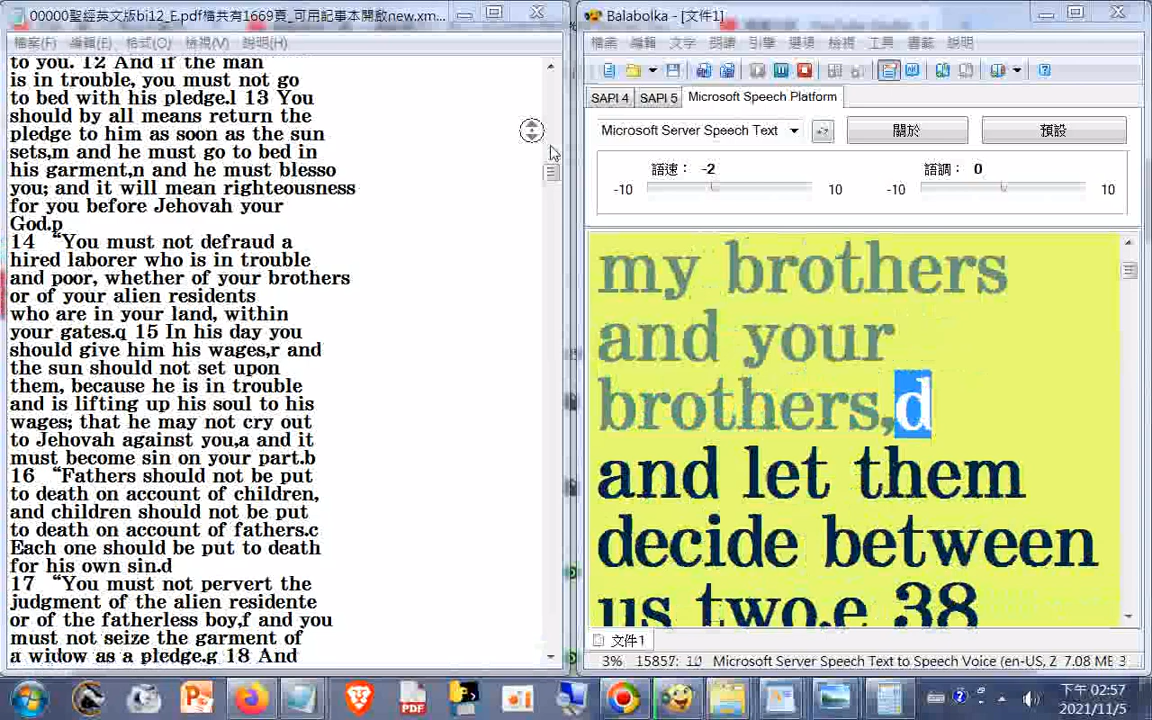 00000聖經英文版bi12_E.pdf檔共有1669頁_可用記事本開啟new.xm...
檔案(F) 編輯(E) 格式(O) 檢視(V) 說明(H)
to you. 12 And if the man
is in trouble, you must not go
to bed with his pledge.l 13 You
should by all means return the
pledge to him as soon as the sun
sets,m and he must go to bed in
his garment,n and he must blesso
you; and it will mean righteousness
for you before Jehovah your
God.p
14 “You must not defraud a
hired laborer who is in trouble
and poor, whether of your brothers
or of your alien residents
who are in your land, within
your gates.q 15 In his day you
should give him his wages,r and
the sun should not set upon
them, because he is in trouble
and is lifting up his soul to his
wages; that he may not cry out
to Jehovah against you,a and it
must become sin on your part.b
16 “Fathers should not be put
to death on account of children,
and children should not be put
to death on account of fathers.c
Each one should be put to death
for his own sin.d
17 “You must not pervert the
judgment of the alien residente
or of the fatherless boy,f and you
must not seize the garment of
a widow as a pledge.g 18 And
Balabolka - [文件1]
檔案 編輯 文字 朗讀 引擎 選項 檢視 工具 書籤 說明
SAPI 4 SAPI 5 Microsoft Speech Platform
Microsoft Server Speech Text 關於 預設
語速： -2 語調： 0
-10 10 -10 10
my brothers
and your
brothers,d
and let them
decide between
us two.e 38
文件1
3% 15857: 10 Microsoft Server Speech Text to Speech Voice (en-US, Z 7.08 MB 3
PDF
下午 02:57
2021/11/5